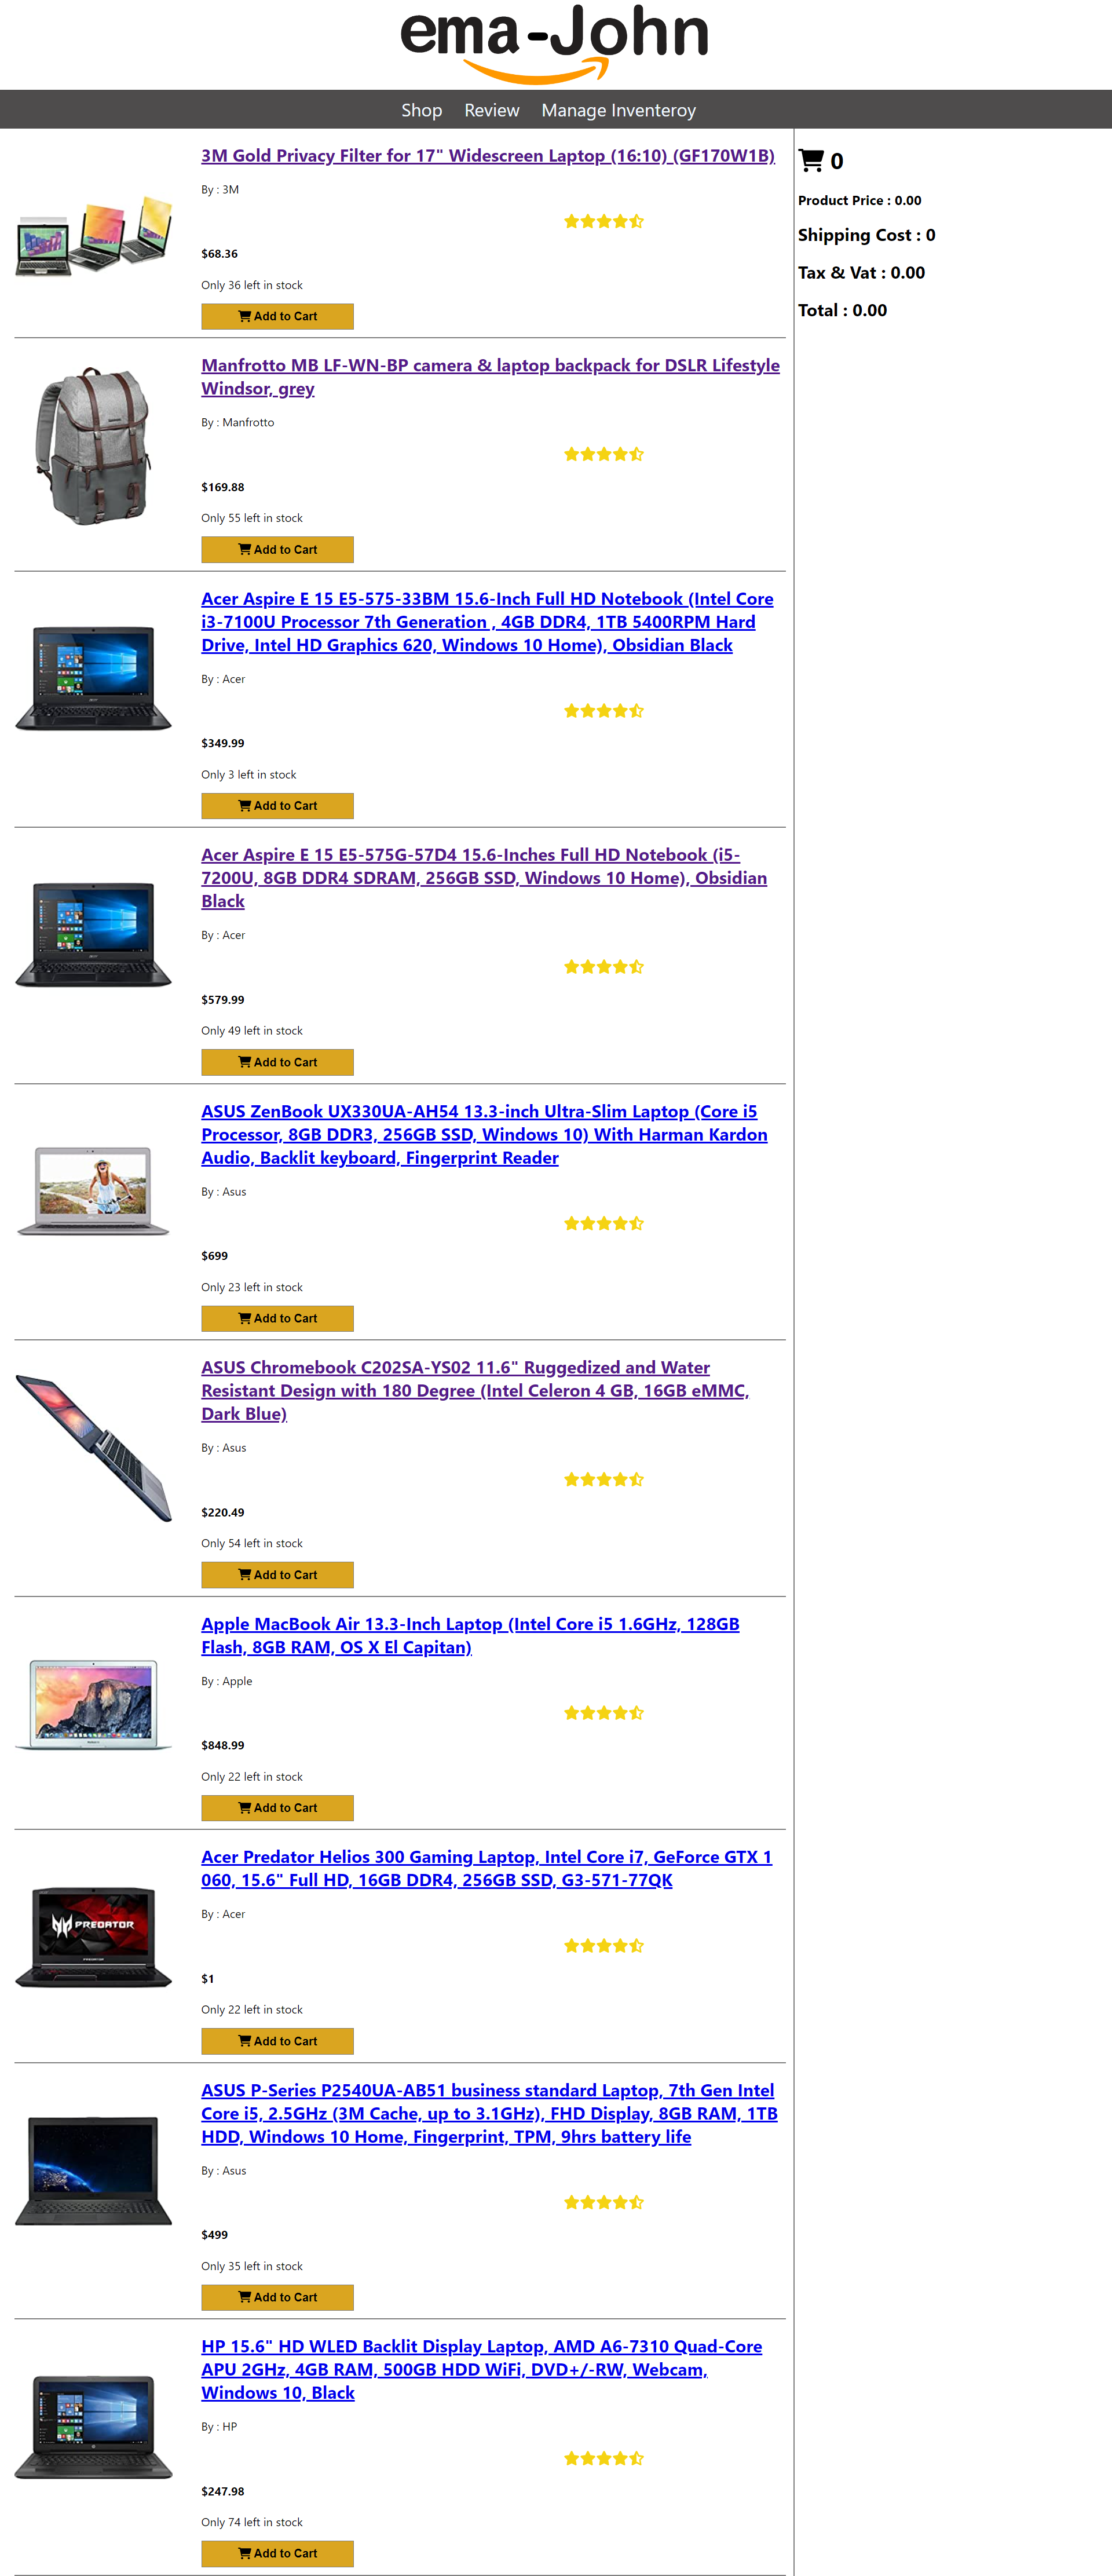 ema-John
Shop Review Manage Inventeroy
3M Gold Privacy Filter for 17" Widescreen Laptop (16:10) (GF170W1B)
By : 3M
$68.36
Only 36 left in stock
Add to Cart
Manfrotto MB LF-WN-BP camera & laptop backpack for DSLR Lifestyle
Windsor, grey
By : Manfrotto
$169.88
Only 55 left in stock
Add to Cart
Acer Aspire E 15 E5-575-33BM 15.6-Inch Full HD Notebook (Intel Core
i3-7100U Processor 7th Generation , 4GB DDR4, 1TB 5400RPM Hard
Drive, Intel HD Graphics 620, Windows 10 Home), Obsidian Black
By : Acer
$349.99
Only 3 left in stock
Add to Cart
Acer Aspire E 15 E5-575G-57D4 15.6-Inches Full HD Notebook (i5-
7200U, 8GB DDR4 SDRAM, 256GB SSD, Windows 10 Home), Obsidian
Black
By : Acer
$579.99
Only 49 left in stock
Add to Cart
ASUS ZenBook UX330UA-AH54 13.3-inch Ultra-Slim Laptop (Core i5
Processor, 8GB DDR3, 256GB SSD, Windows 10) With Harman Kardon
Audio, Backlit keyboard, Fingerprint Reader
By : Asus
$699
Only 23 left in stock
Add to Cart
ASUS Chromebook C202SA-YS02 11.6" Ruggedized and Water
Resistant Design with 180 Degree (Intel Celeron 4 GB, 16GB eMMC,
Dark Blue)
By : Asus
$220.49
Only 54 left in stock
Add to Cart
Apple MacBook Air 13.3-Inch Laptop (Intel Core i5 1.6GHz, 128GB
Flash, 8GB RAM, OS X El Capitan)
By : Apple
$848.99
Only 22 left in stock
Add to Cart
Acer Predator Helios 300 Gaming Laptop, Intel Core i7, GeForce GTX 1
060, 15.6" Full HD, 16GB DDR4, 256GB SSD, G3-571-77QK
PREDATOR
By : Acer
$1
Only 22 left in stock
Add to Cart
ASUS P-Series P2540UA-AB51 business standard Laptop, 7th Gen Intel
Core i5, 2.5GHz (3M Cache, up to 3.1GHz), FHD Display, 8GB RAM, 1TB
HDD, Windows 10 Home, Fingerprint, TPM, 9hrs battery life
By : Asus
$499
Only 35 left in stock
Add to Cart
HP 15.6" HD WLED Backlit Display Laptop, AMD A6-7310 Quad-Core
APU 2GHz, 4GB RAM, 500GB HDD WiFi, DVD+/-RW, Webcam,
Windows 10, Black
By : HP
$247.98
Only 74 left in stock
Add to Cart
0
Product Price : 0.00
Shipping Cost : 0
Tax & Vat : 0.00
Total : 0.00